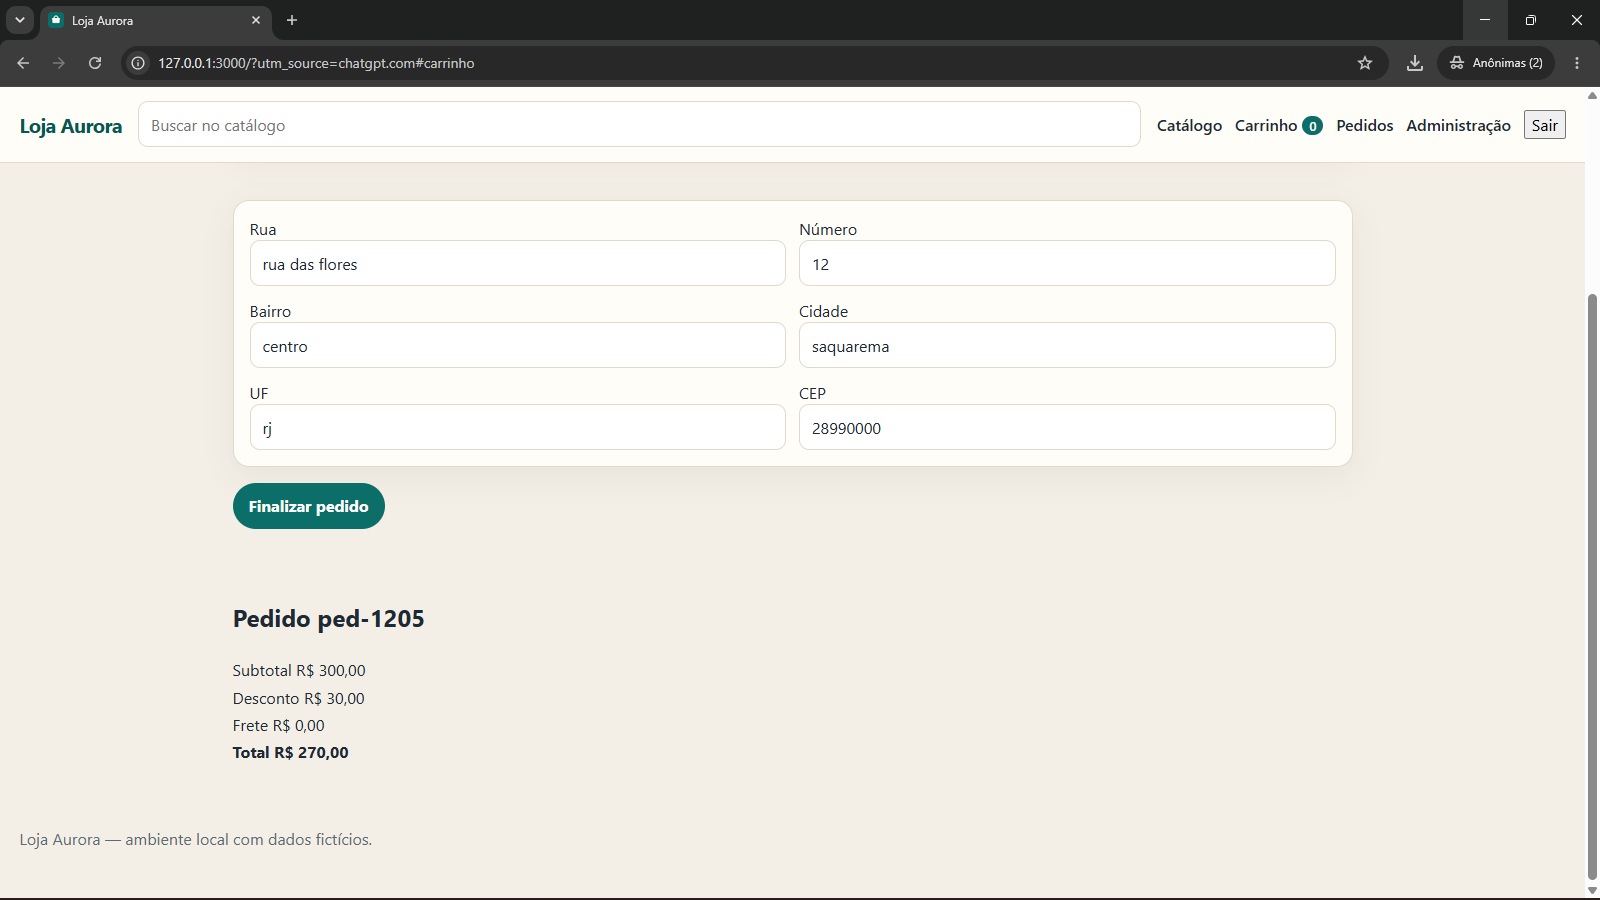 Loja Aurora
127.0.0.1:3000/?utm_source=chatgpt.com#carrinho
Anônimas (2)
Loja Aurora
Buscar no catálogo
Catálogo
Carrinho 0
Pedidos
Administração
Sair
Rua
Número
rua das flores
12
Bairro
Cidade
centro
saquarema
UF
CEP
rj
28990000
Finalizar pedido
Pedido ped-1205
Subtotal R$ 300,00
Desconto R$ 30,00
Frete R$ 0,00
Total R$ 270,00
Loja Aurora — ambiente local com dados fictícios.